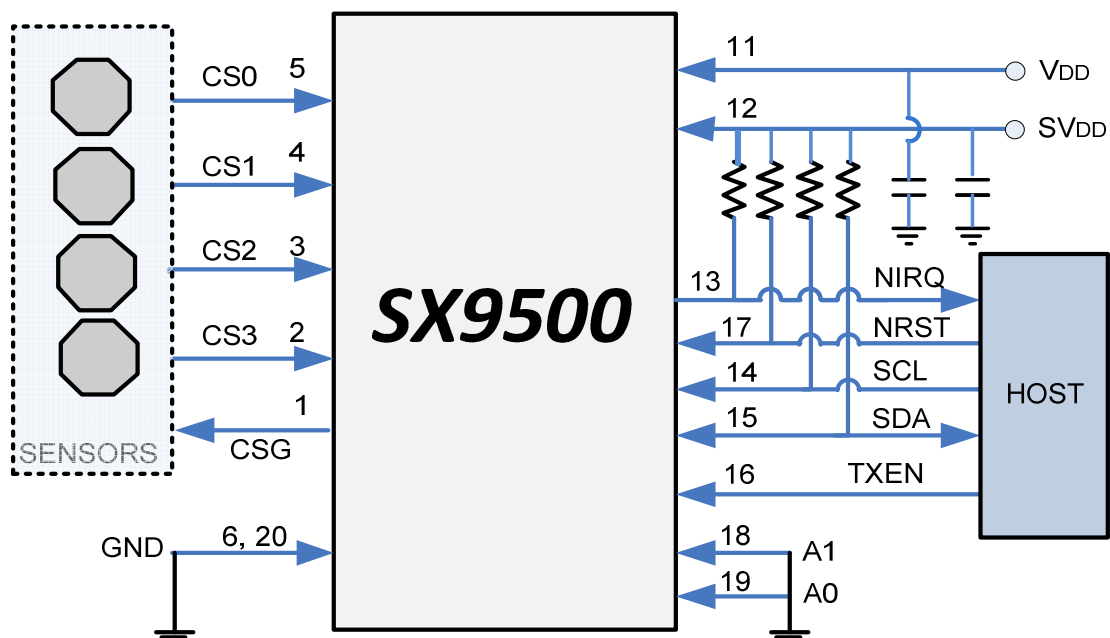 CS0 5
CS1 4
CS2 3
CS3 2
1
CSG
SENSORS
GND 6, 20
SX9500
11 VDD
12 SVDD
13 NIRQ
17 NRST
14 SCL
15 SDA
16 TXEN
HOST
18 A1
19 A0